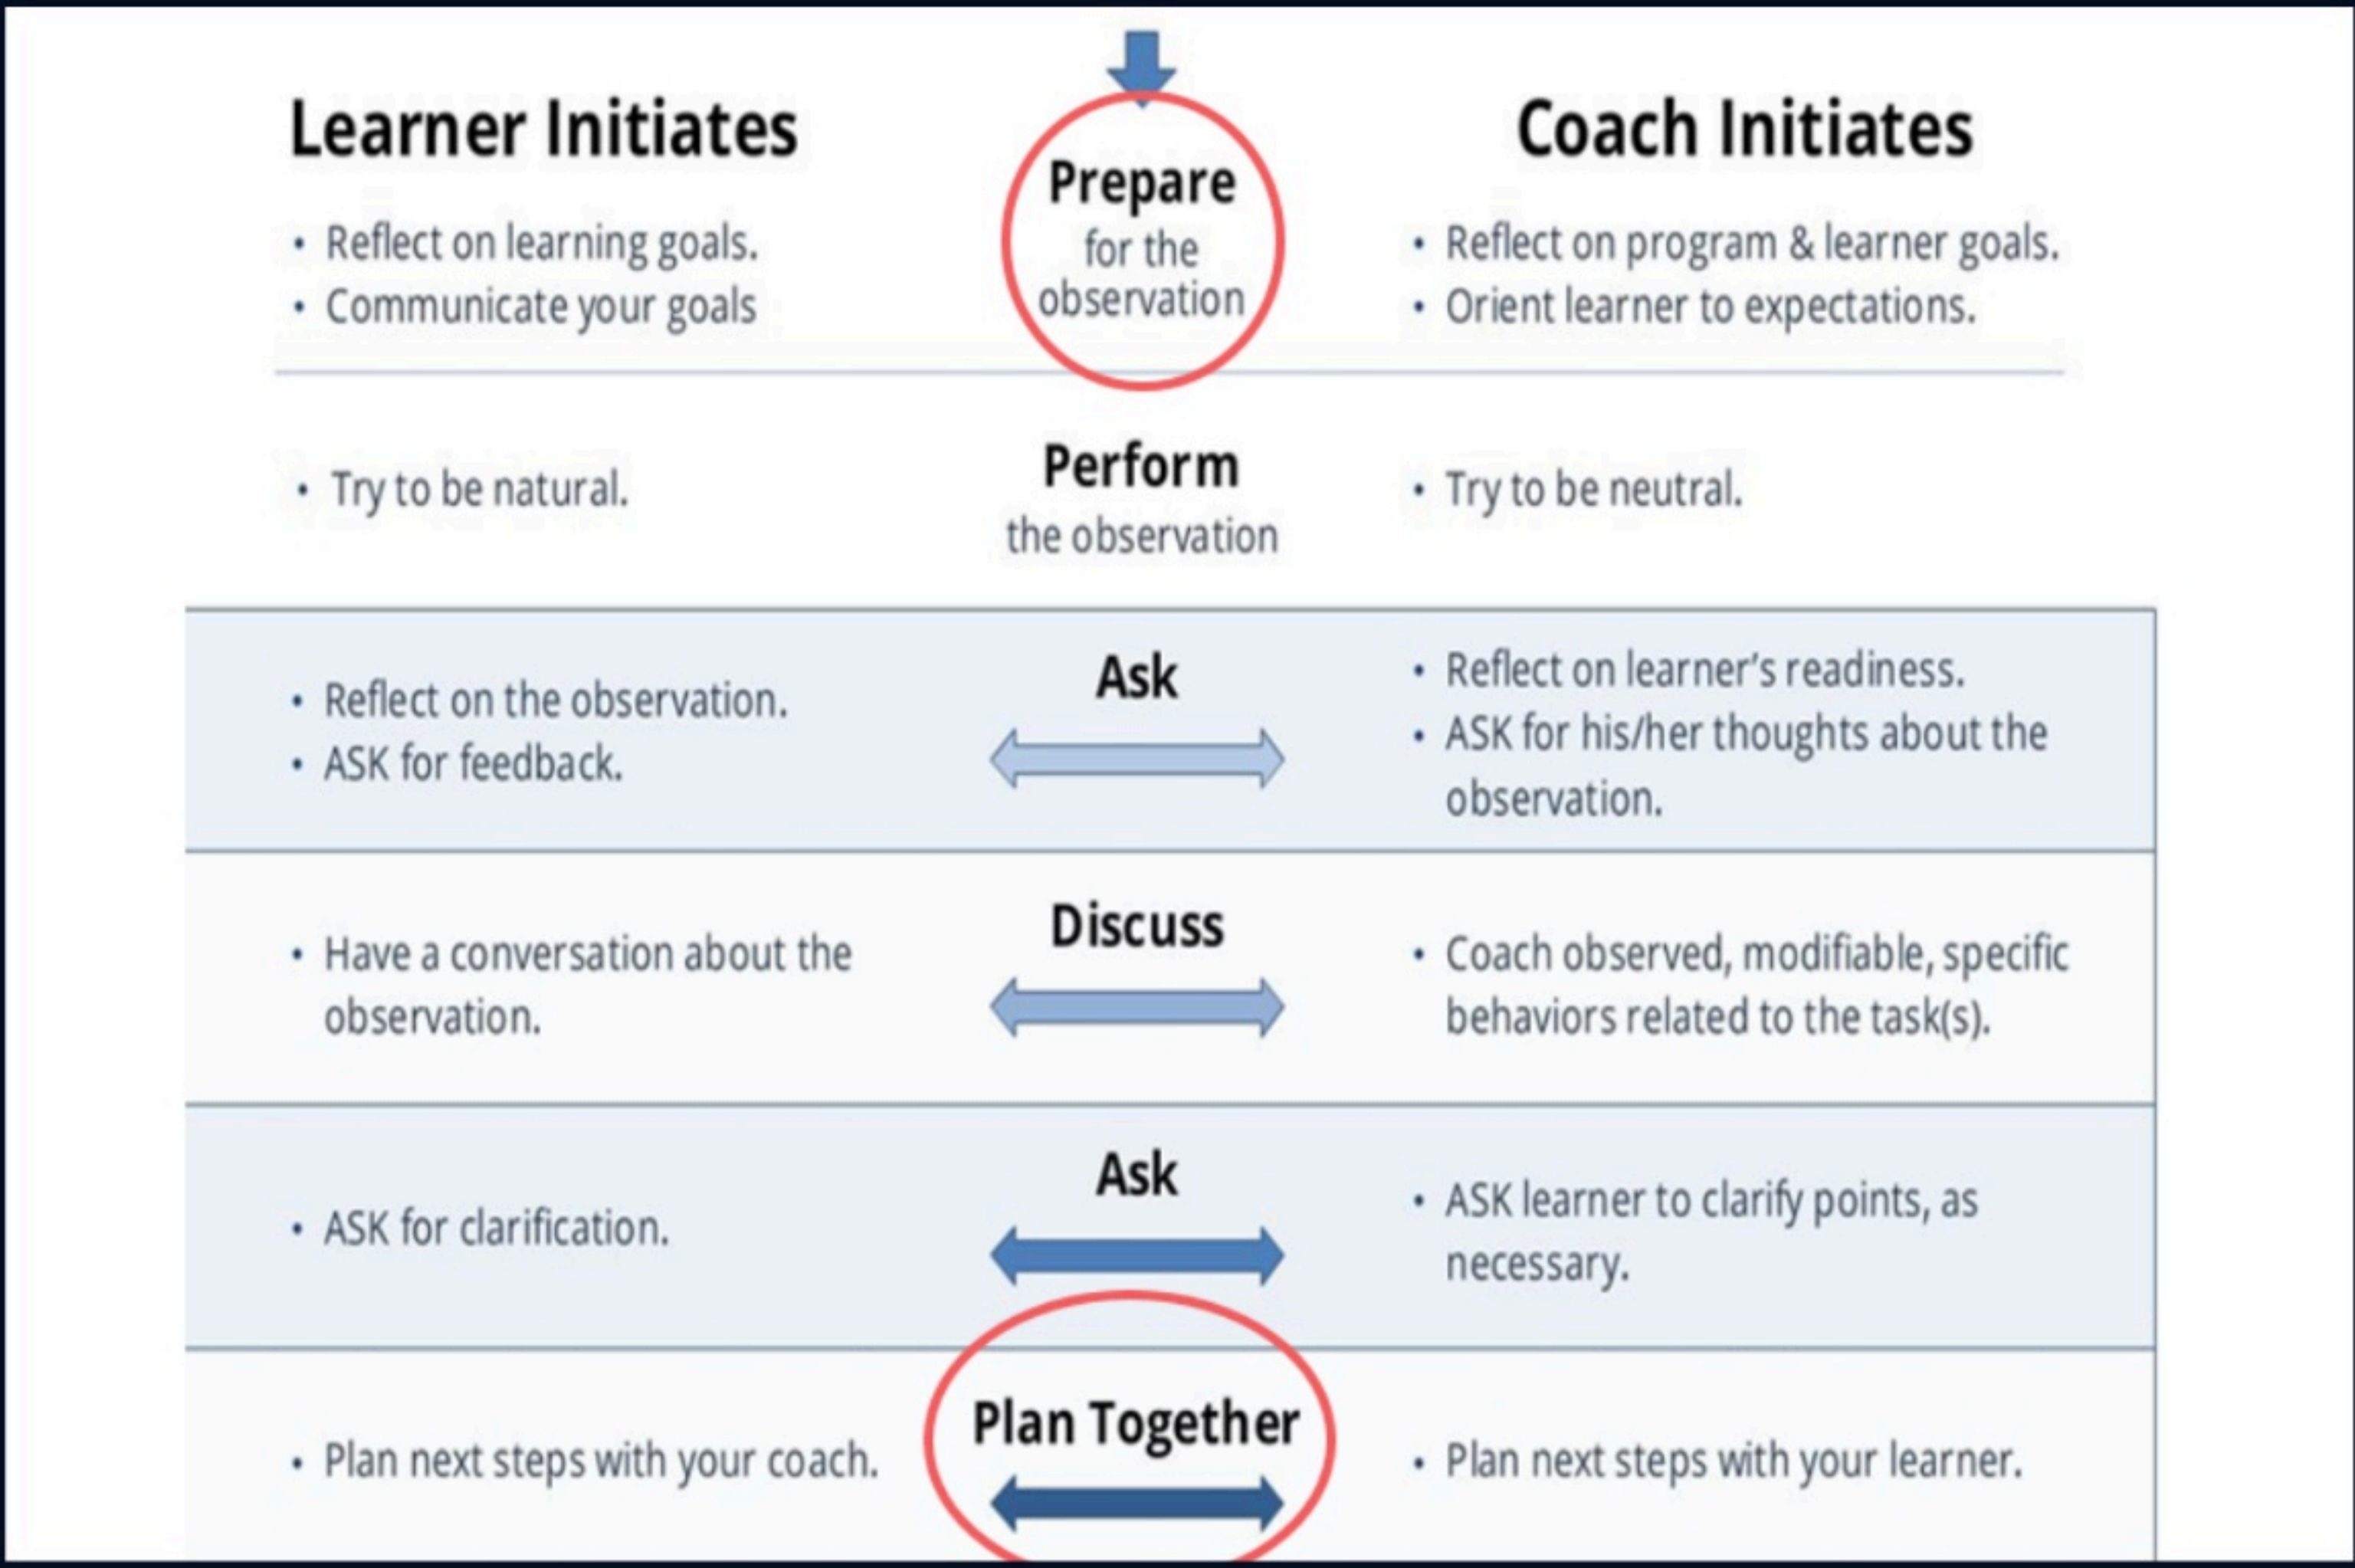 Learner Initiates
Prepare
for the
observation
Coach Initiates
• Reflect on learning goals.
• Communicate your goals
• Reflect on program & learner goals.
• Orient learner to expectations.
• Try to be natural.
Perform
the observation
• Try to be neutral.
• Reflect on the observation.
• ASK for feedback.
Ask
• Reflect on learner’s readiness.
• ASK for his/her thoughts about the
observation.
• Have a conversation about the
observation.
Discuss
• Coach observed, modifiable, specific
behaviors related to the task(s).
• ASK for clarification.
Ask
• ASK learner to clarify points, as
necessary.
• Plan next steps with your coach.
Plan Together
• Plan next steps with your learner.